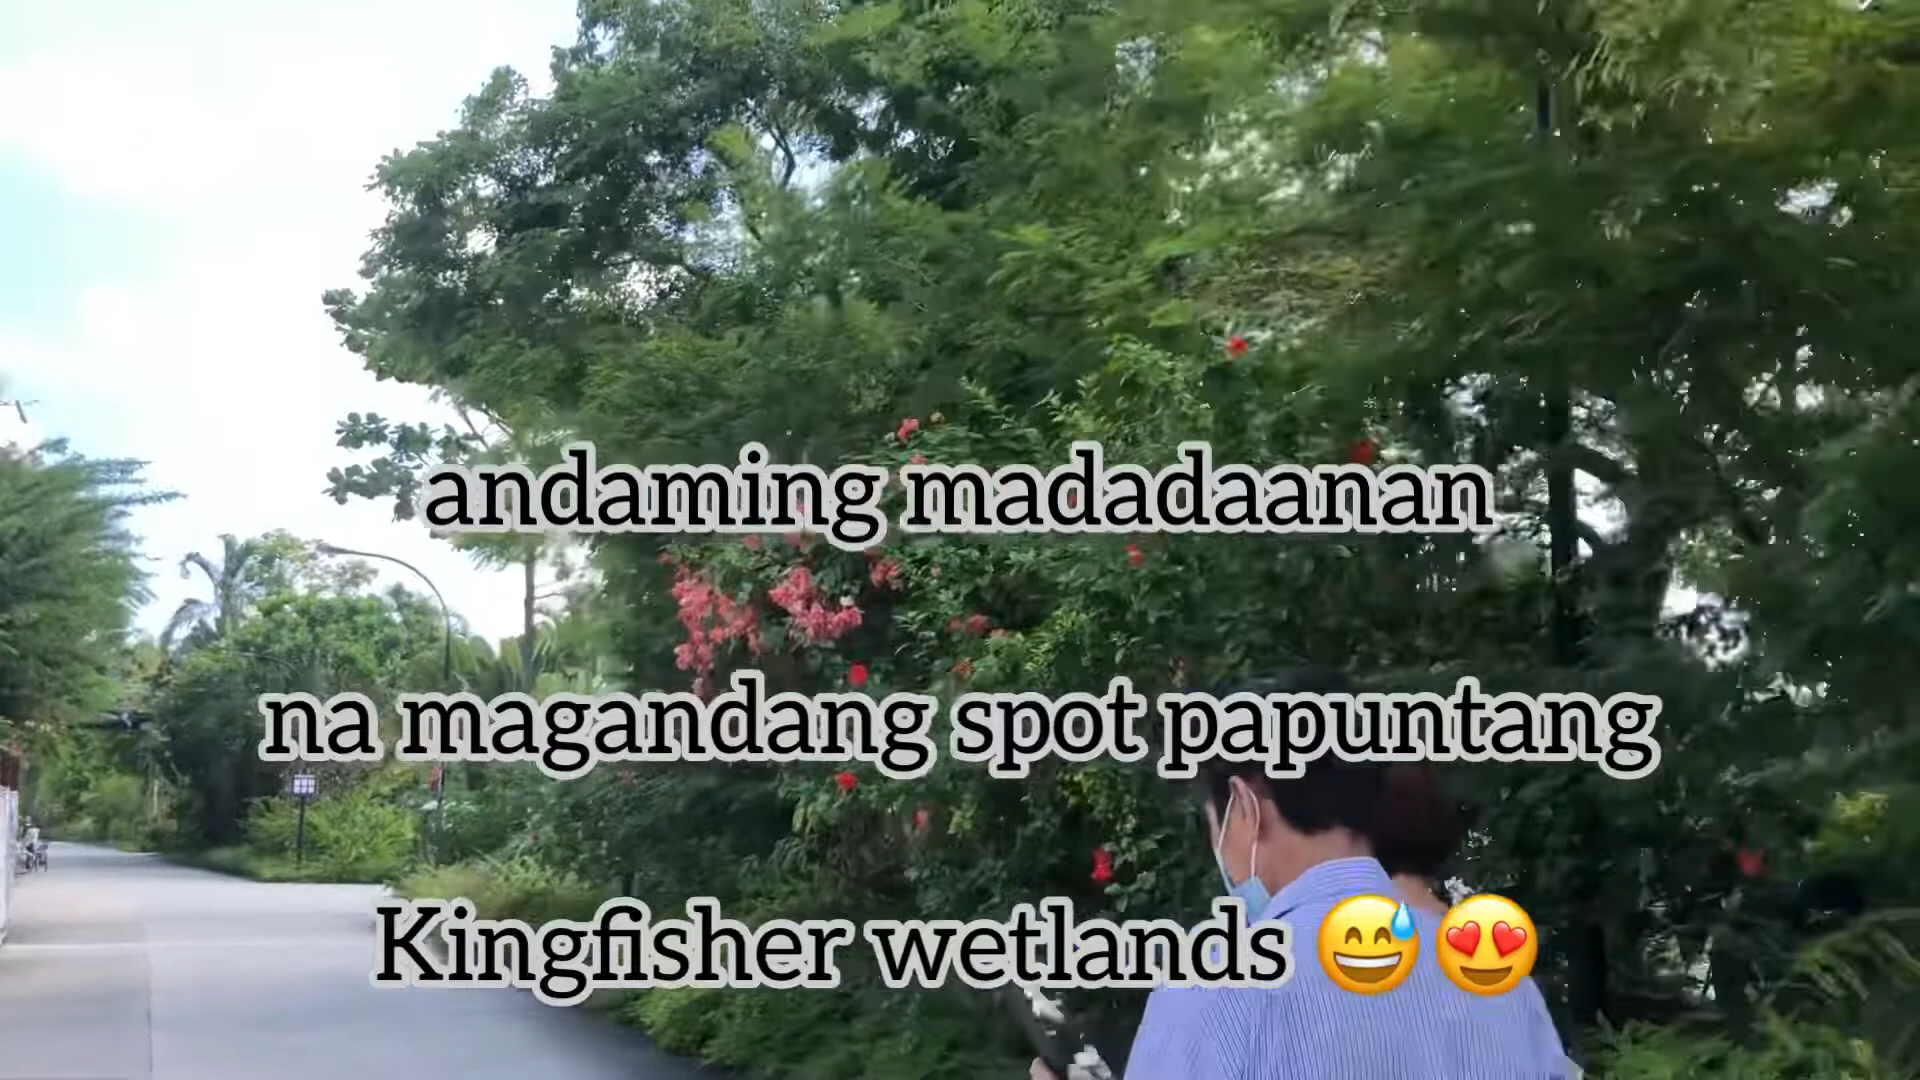 andaming madadaanan
na magandang spot papuntang
Kingfisher wetlands 😅😍